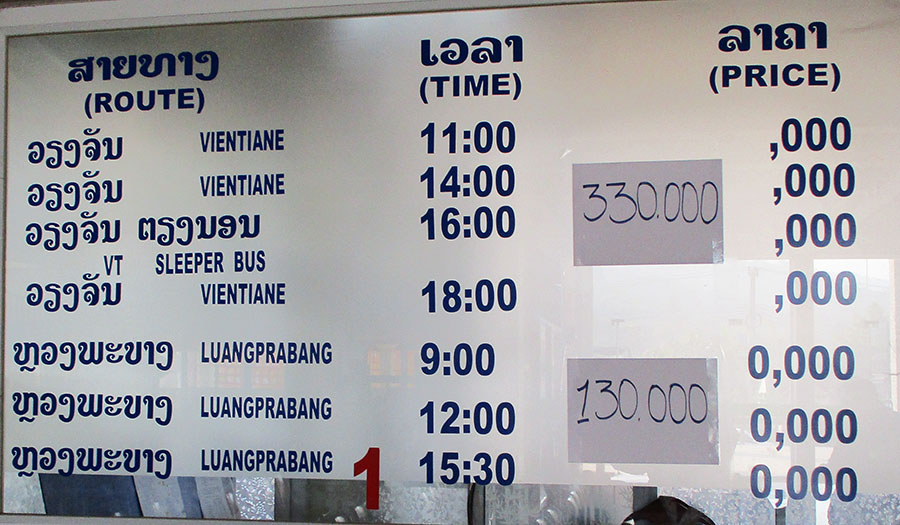 ສາຍທາງ ເວລາ ລາຄາ
(ROUTE) (TIME) (PRICE)
ວຽງຈັນ VIENTIANE 11:00 ,000
ວຽງຈັນ VIENTIANE 14:00 ,000
330.000
ວຽງຈັນ ຕຽງນອນ 16:00 ,000
VT SLEEPER BUS
ວຽງຈັນ VIENTIANE 18:00 ,000
ຫຼວງພະບາງ LUANGPRABANG 9:00 0,000
ຫຼວງພະບາງ LUANGPRABANG 12:00 130.000 0,000
ຫຼວງພະບາງ LUANGPRABANG 1 15:30 0,000